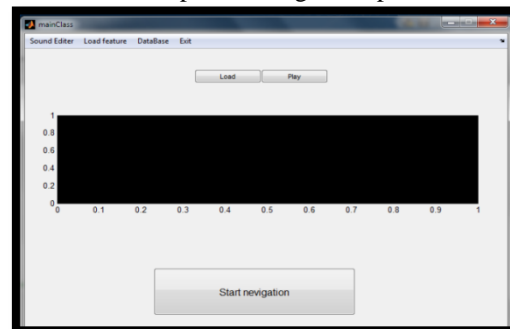 mainClass
Sound Editer Load feature DataBase Exit
Load Play
1
0.8
0.6
0.4
0.2
0
0 0.1 0.2 0.3 0.4 0.5 0.6 0.7 0.8 0.9 1
Start nevigation